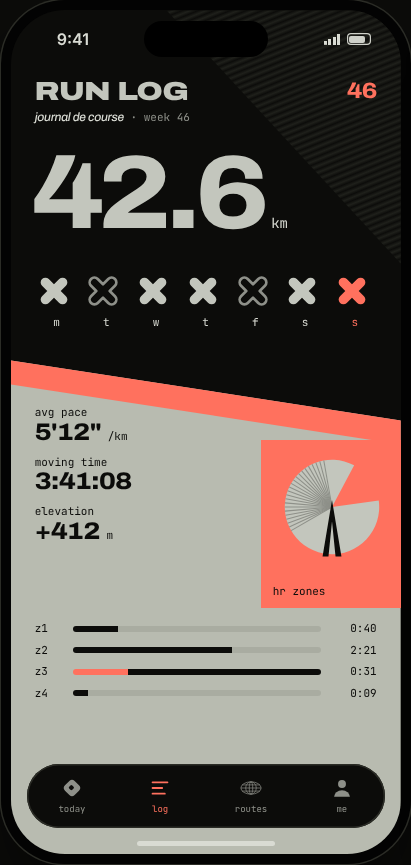 9:41
RUN LOG
46
journal de course · week 46
42.6 km
m t w t f s s
avg pace
5'12" /km
moving time
3:41:08
elevation
+412 m
hr zones
z1 0:40
z2 2:21
z3 0:31
z4 0:09
today log routes me